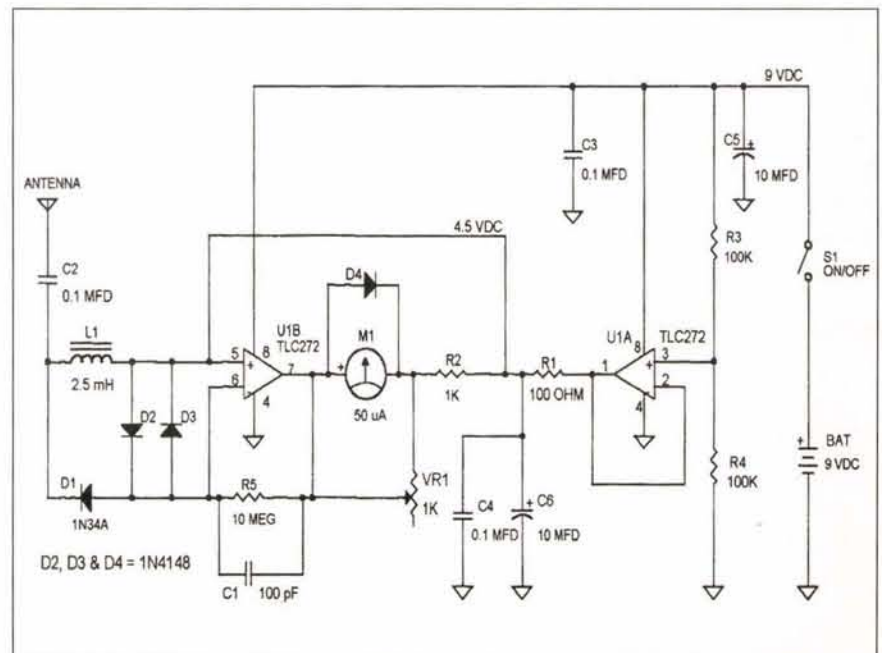 9 VDC
C3
0.1 MFD
C5
+
10 MFD
ANTENNA
4.5 VDC
R3
100K
S1
ON/OFF
C2
0.1 MFD
D4
L1
2.5 mH
U1B
TLC272
M1
U1A
TLC272
5
+
8
6
7
4
+
50 uA
R2
1K
R1
100 OHM
1
8
3
+
2
4
D2
D3
D1
1N34A
R5
10 MEG
VR1
1K
C4
0.1 MFD
+
C6
10 MFD
R4
100K
+
BAT
9 VDC
D2, D3 & D4 = 1N4148
C1
100 pF